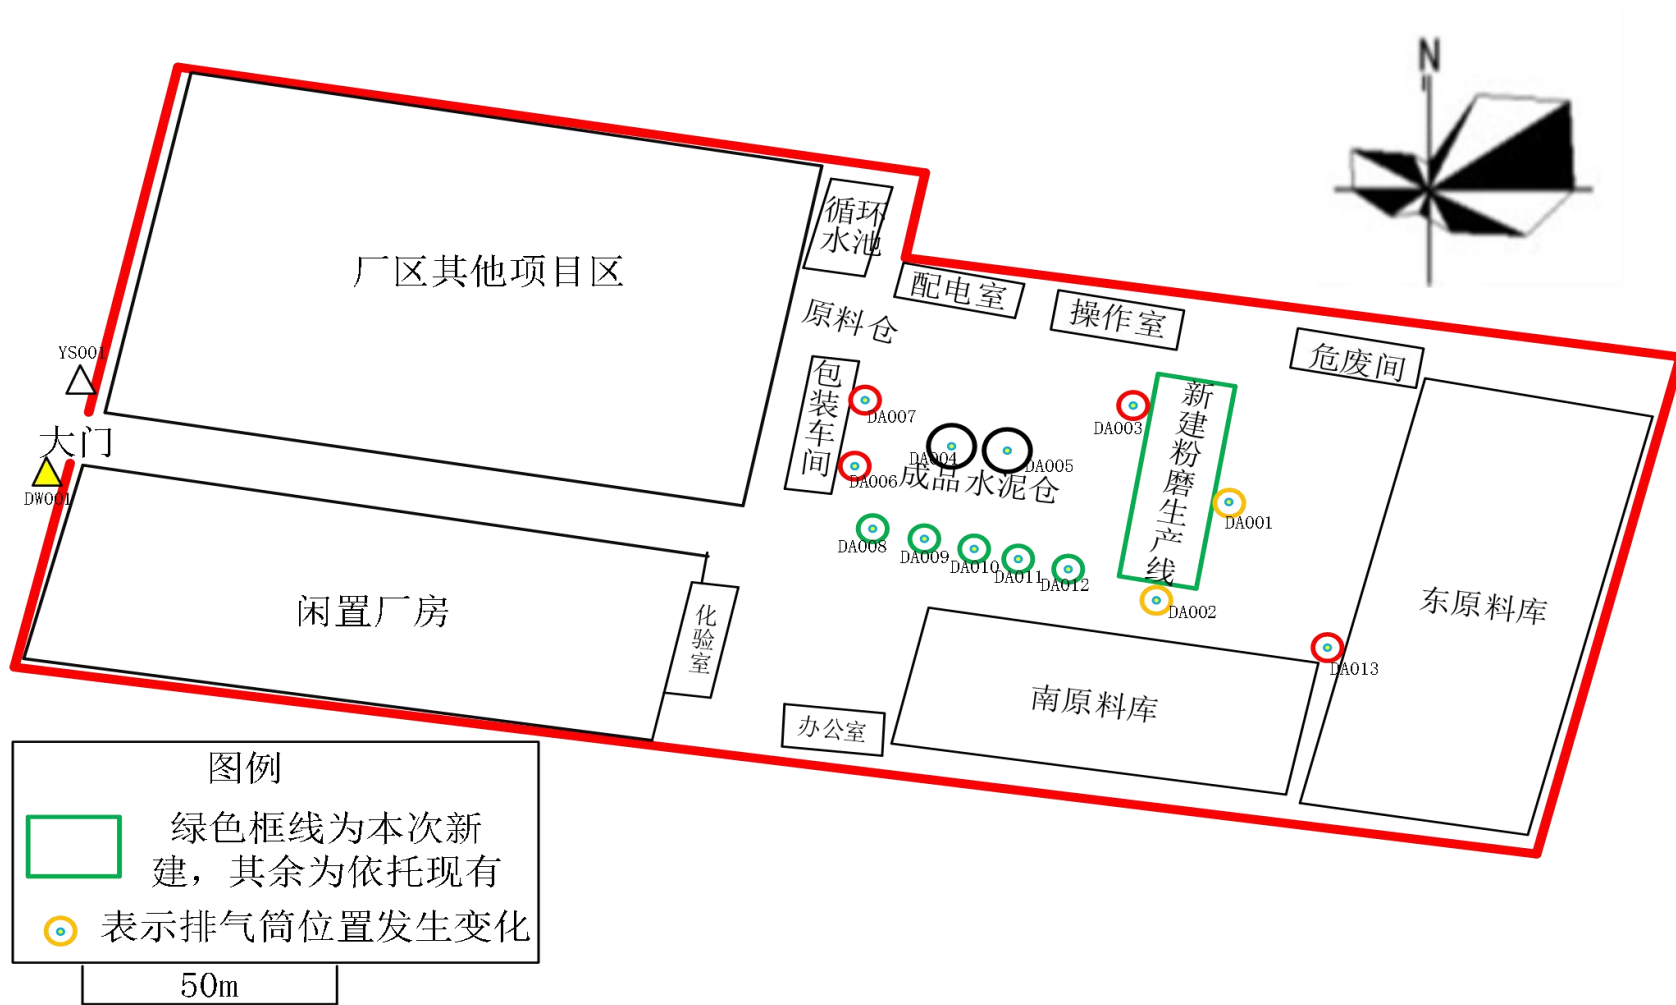 N
循环
水池
厂区其他项目区
配电室
操作室
原料仓
危废间
YS001
包装车间
新建粉磨生产线
DA007
DA003
大门
DA004
DA005
成品水泥仓
DA006
DW001
DA001
DA008
DA009
DA010
DA011
DA012
DA002
东原料库
闲置厂房
化验室
DA013
南原料库
办公室
图例
绿色框线为本次新
建，其余为依托现有
表示排气筒位置发生变化
50m